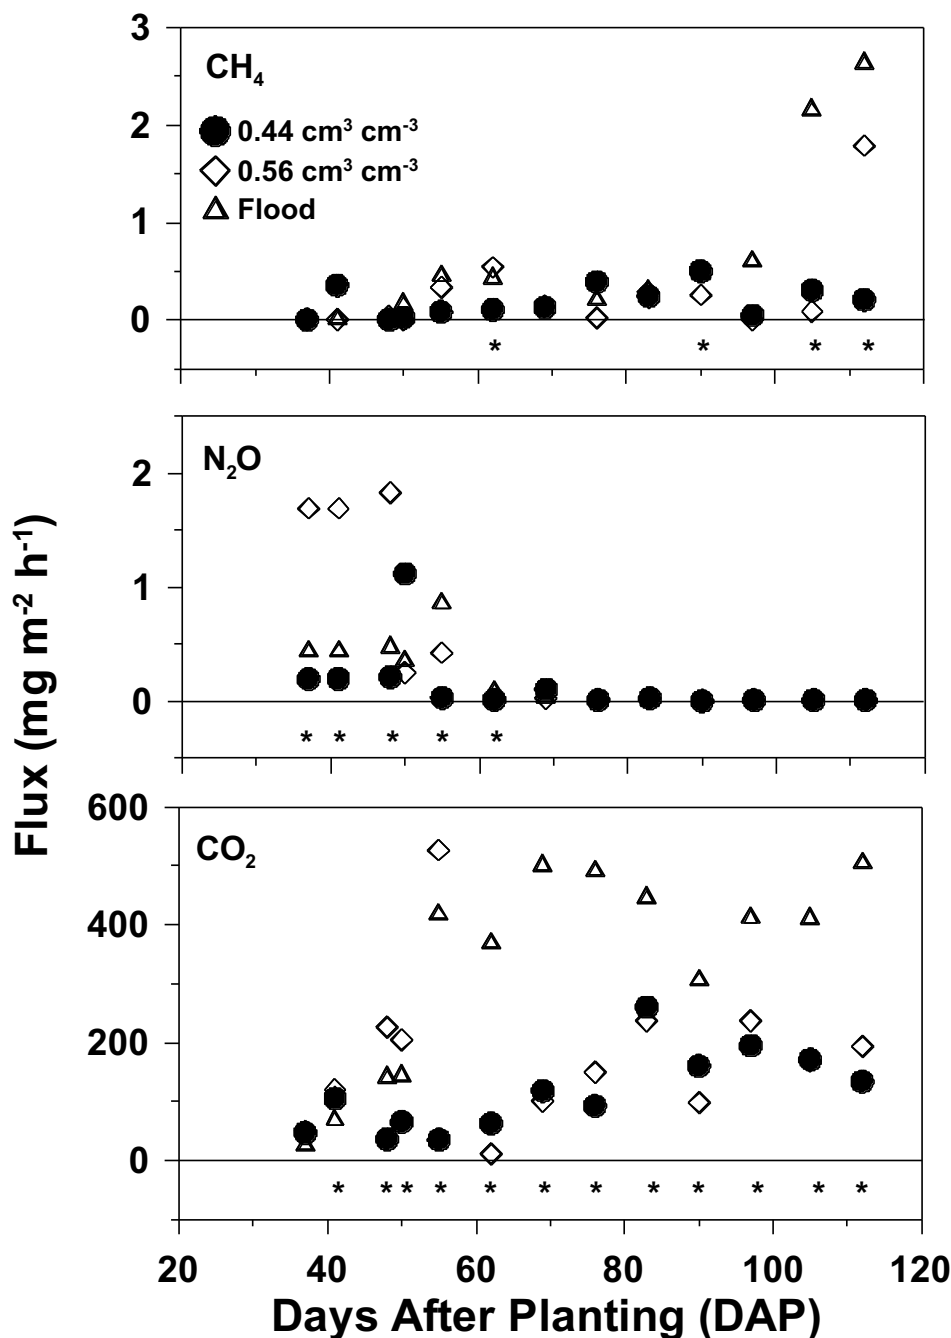 3
CH₄
0.44 cm³ cm⁻³
2
0.56 cm³ cm⁻³
Flood
1
0
* * * *
N₂O
2
1
0
* * * * *
Flux (mg m⁻² h⁻¹)
600
CO₂
400
200
0
* * * * * * * * * * * *
20 40 60 80 100 120
Days After Planting (DAP)